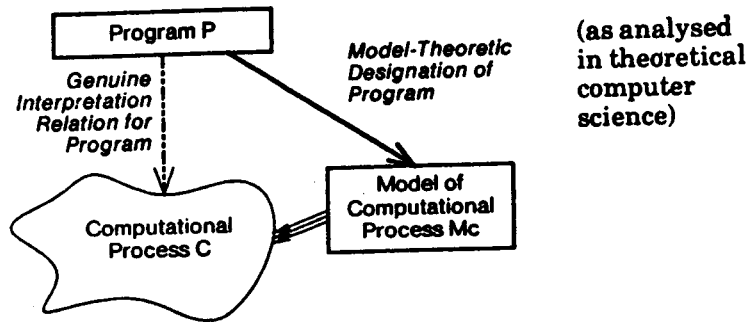 Program P
Genuine
Interpretation
Relation for
Program
Model-Theoretic
Designation of
Program
(as analysed
in theoretical
computer
science)
Computational
Process C
Model of
Computational
Process Mc